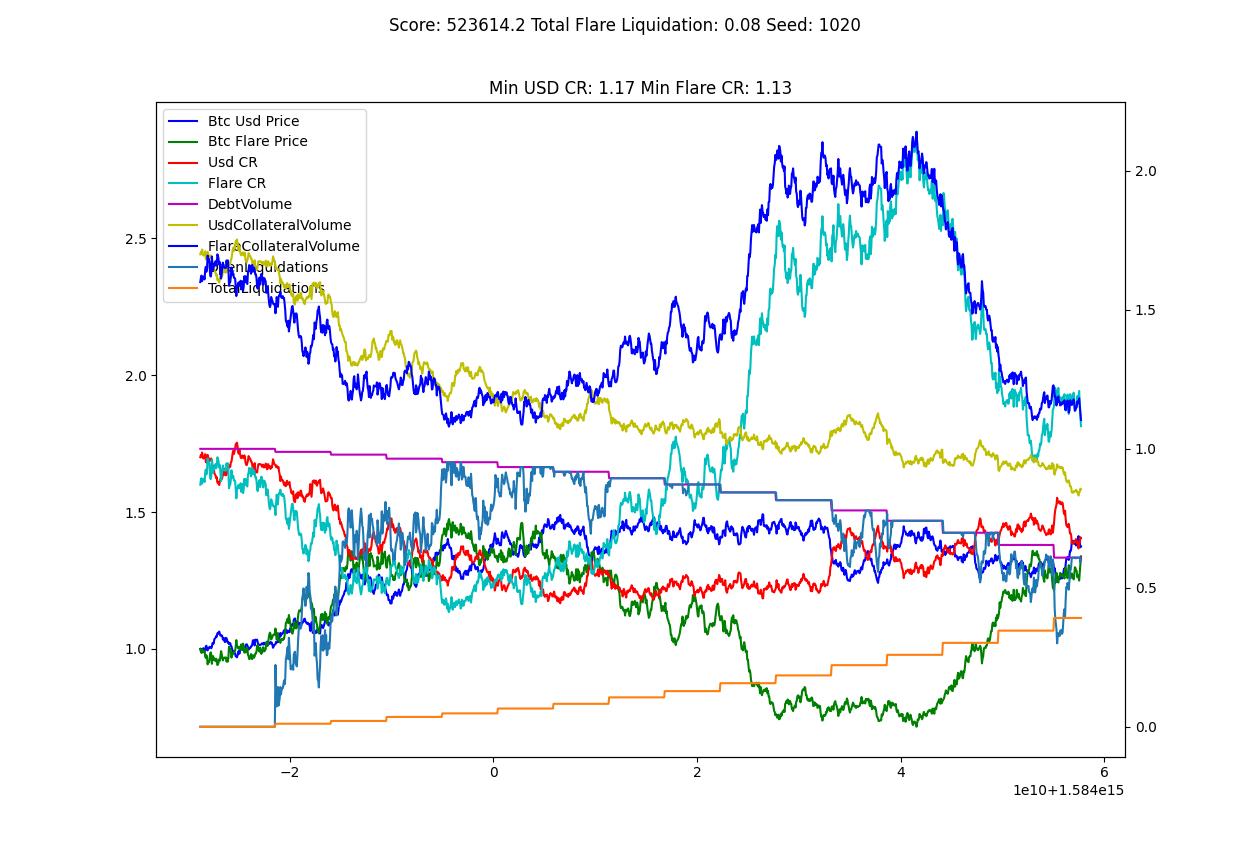 Score: 523614.2 Total Flare Liquidation: 0.08 Seed: 1020
Min USD CR: 1.17 Min Flare CR: 1.13
Btc Usd Price
Btc Flare Price
Usd CR
Flare CR
DebtVolume
UsdCollateralVolume
FlareCollateralVolume
OpenLiquidations
TotalLiquidations
2.5
2.0
1.5
1.0
2.0
1.5
1.0
0.5
0.0
−2
0
2
4
6
1e10+1.584e15